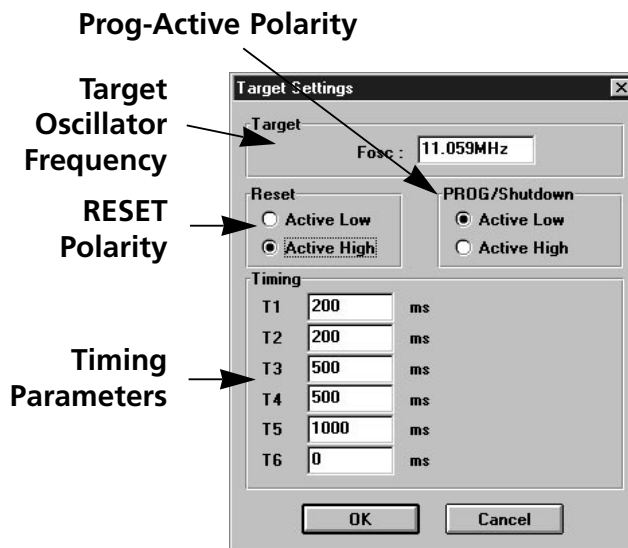 Prog-Active Polarity
Target
Oscillator
Frequency
RESET
Polarity
Timing
Parameters
Target Settings
Target
Fosc : 11.059MHz
Reset
Active Low
Active High
PROG/Shutdown
Active Low
Active High
Timing
T1 200 ms
T2 200 ms
T3 500 ms
T4 500 ms
T5 1000 ms
T6 0 ms
OK Cancel